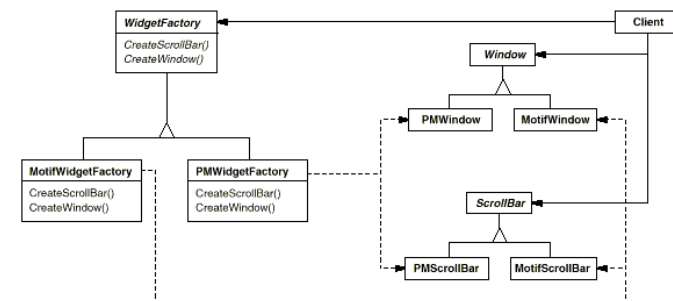 WidgetFactory
CreateScrollBar()
CreateWindow()
Client
Window
PMWindow
MotifWindow
MotifWidgetFactory
CreateScrollBar()
CreateWindow()
PMWidgetFactory
CreateScrollBar()
CreateWindow()
ScrollBar
PMScrollBar
MotifScrollBar